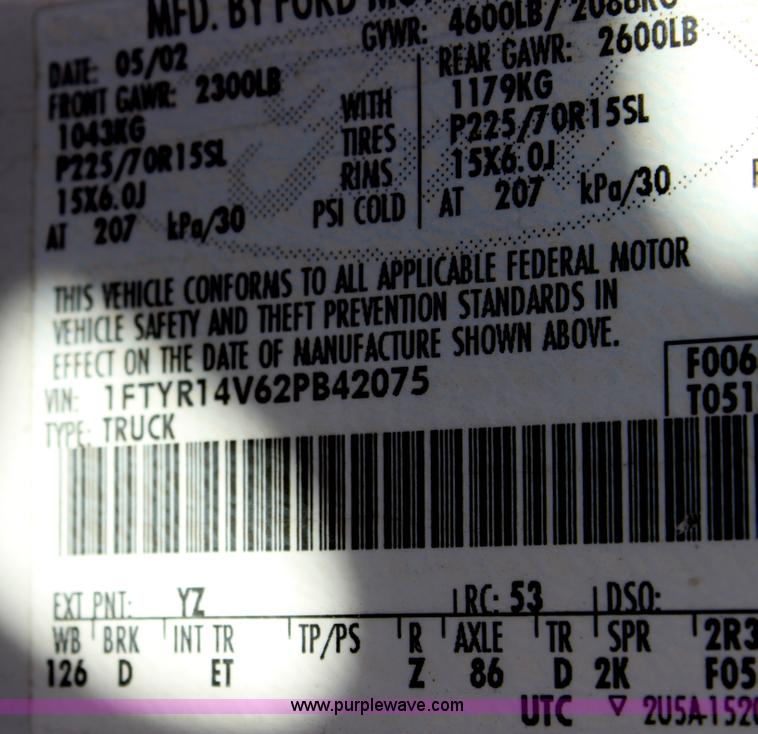 MFD. BY FORD MO
GVWR: 4600LB/ 2086KG
DATE: 05/02
REAR GAWR: 2600LB
FRONT GAWR: 2300LB
1179KG
1043KG
WITH
P225/70R15SL
P225/70R15SL
TIRES
15X6.0J
15X6.0J
RIMS
AT 207 kPa/30
AT 207 kPa/30
PSI COLD
THIS VEHICLE CONFORMS TO ALL APPLICABLE FEDERAL MOTOR
VEHICLE SAFETY AND THEFT PREVENTION STANDARDS IN
EFFECT ON THE DATE OF MANUFACTURE SHOWN ABOVE.
VIN: 1FTYR14V62PB42075
F006
T051
TYPE: TRUCK
EXT PNT: YZ RC: 53 DSO:
WB BRK INT TR TP/PS R AXLE TR SPR 2R3
126 D ET Z 86 D 2K F05
UTC ▽ 2U5A-1520
www.purplewave.com